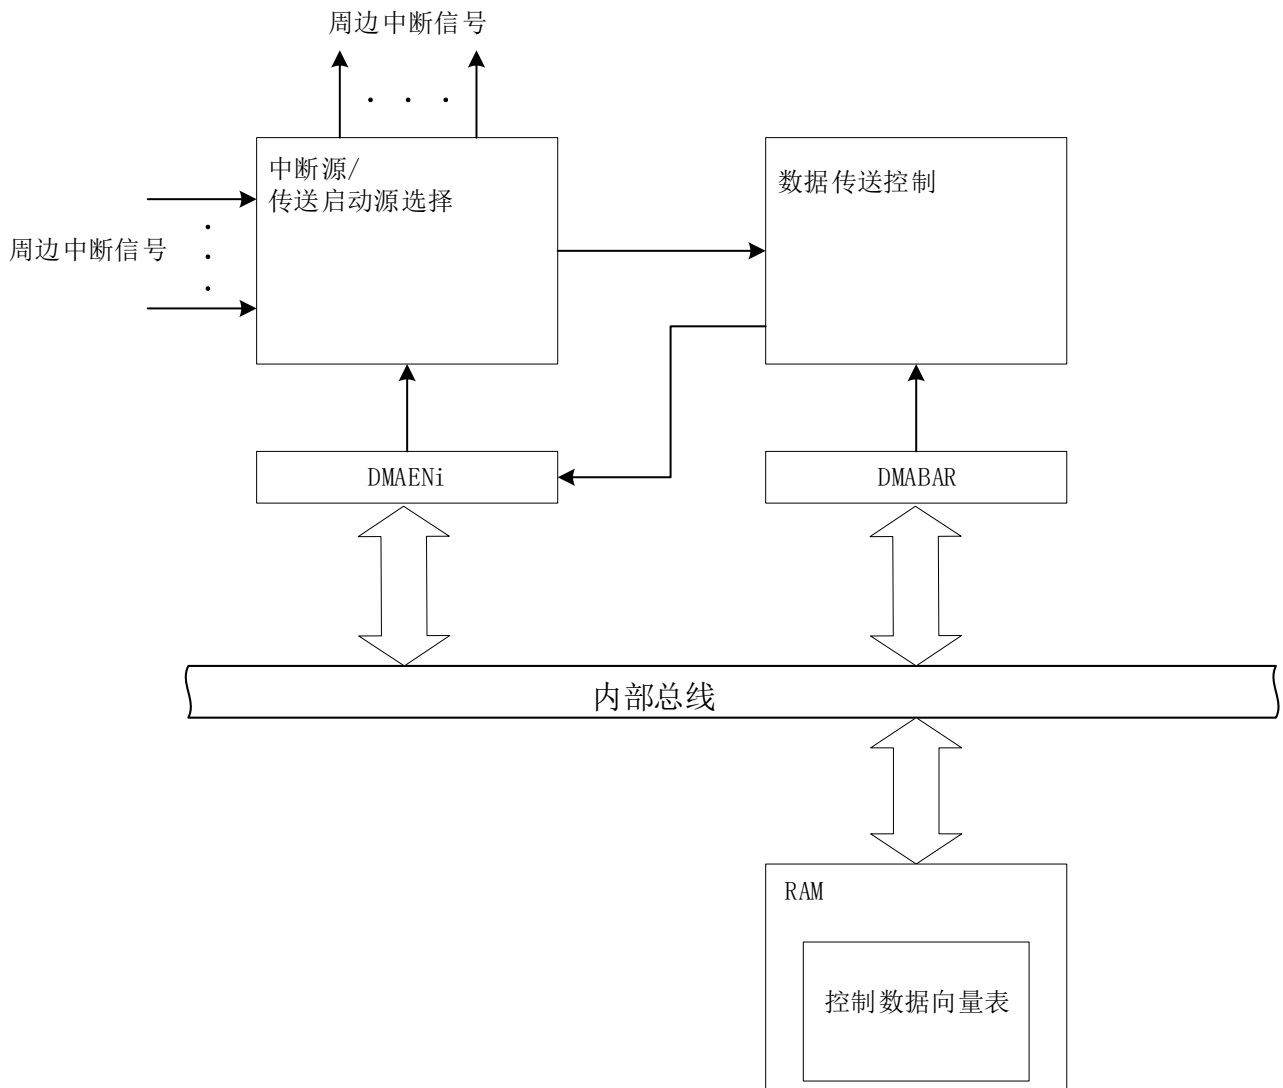 周边中断信号
中断源/
传送启动源选择
数据传送控制
周边中断信号
DMAENi
DMABAR
内部总线
RAM
控制数据向量表